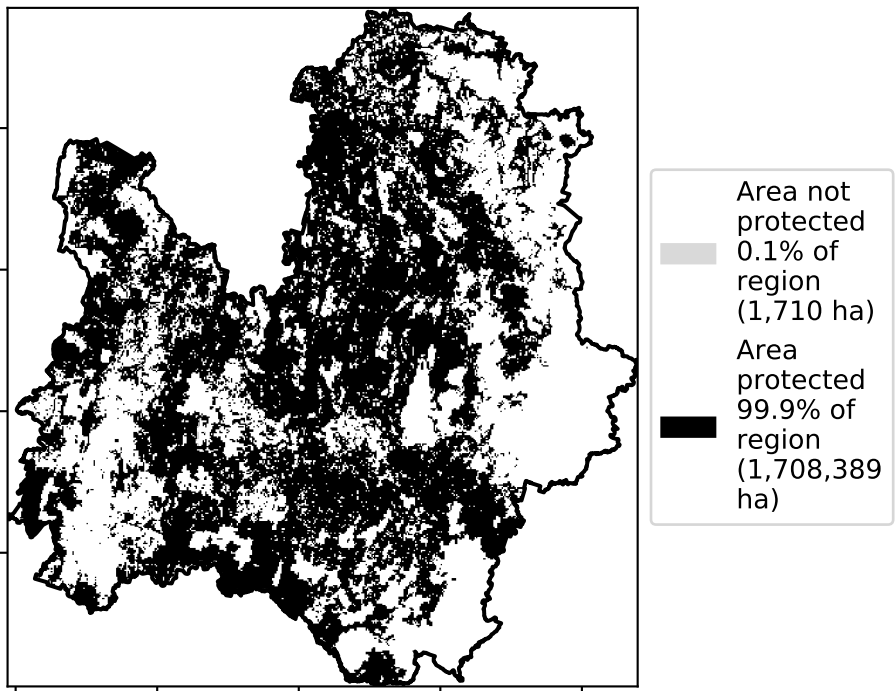 Area not
protected
0.1% of
region
(1,710 ha)
Area
protected
99.9% of
region
(1,708,389
ha)